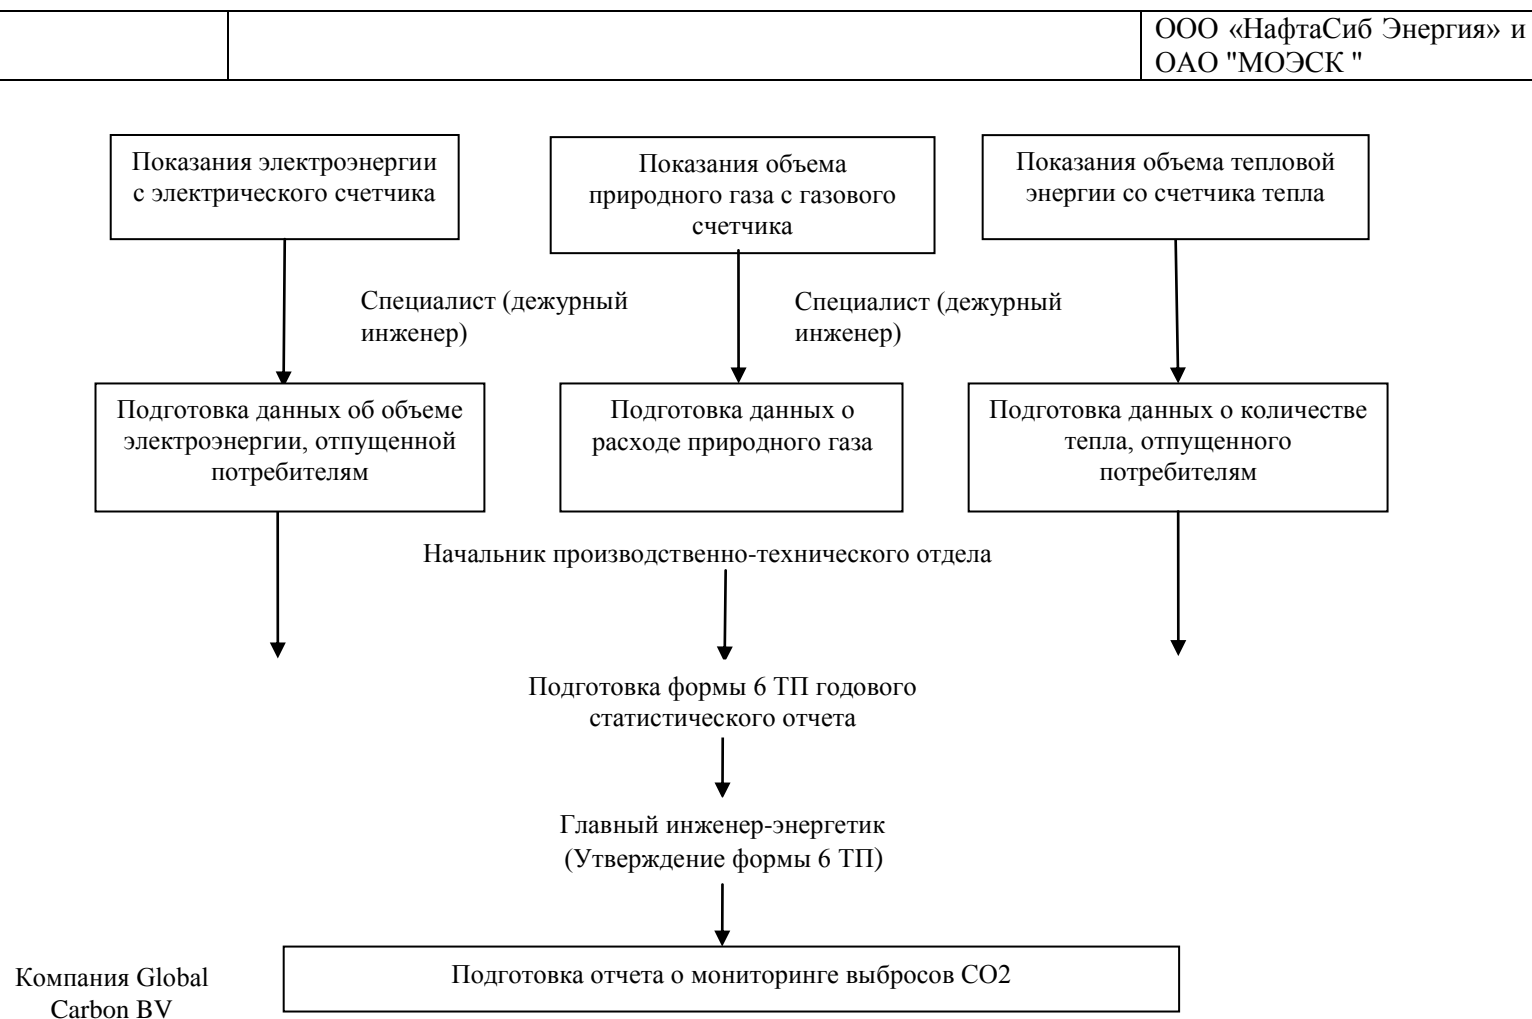 ООО «НафтаСиб Энергия» и
ОАО "МОЭСК "
Показания электроэнергии
с электрического счетчика
Показания объема
природного газа с газового
счетчика
Показания объема тепловой
энергии со счетчика тепла
Специалист (дежурный
инженер)
Специалист (дежурный
инженер)
Подготовка данных об объеме
электроэнергии, отпущенной
потребителям
Подготовка данных о
расходе природного газа
Подготовка данных о количестве
тепла, отпущенного
потребителям
Начальник производственно-технического отдела
Подготовка формы 6 ТП годового
статистического отчета
Главный инженер-энергетик
(Утверждение формы 6 ТП)
Компания Global
Carbon BV
Подготовка отчета о мониторинге выбросов СО2